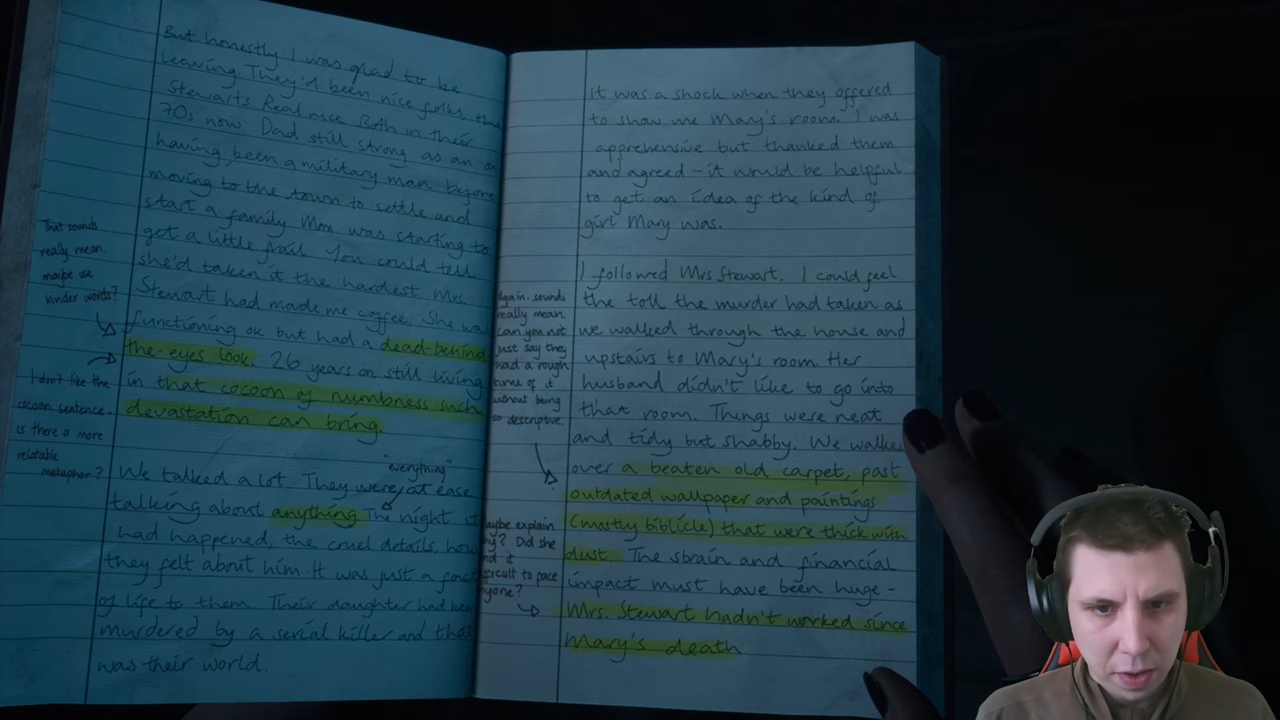 But honestly I was glad to be
leaving. They'd been nice folks, the
Stewarts. Real nice. Both in their
70s now. Dad still strong as an
having been a military man before
moving to the town to settle and
start a family. Mom was starting to
get a little frail. You could tell
she'd taken it the hardest. Mrs
Stewart had made me coffee. She was
functioning ok but had a dead-behind
the-eyes look. 26 years on still living
in that cocoon of numbness such
devastation can bring.
That sounds
really mean.
maybe use
kinder words?
I don't like the
cocoon sentence -
is there a more
relatable
metaphor?
"everything"
We talked a lot. They were at ease
talking about anything. The night it
had happened, the cruel details, how
they felt about him. It was just a fact
of life to them. Their daughter had been
murdered by a serial killer and that
was their world.
It was a shock when they offered
to show me Mary's room. I was
apprehensive but thanked them
and agreed - it would be helpful
to get an idea of the kind of
girl Mary was.
I followed Mrs Stewart. I could feel
the toll the murder had taken as
we walked through the house and
upstairs to Mary's room. Her
husband didn't like to go into
that room. Things were neat
and tidy but shabby. We walke
over a beaten old carpet, past
outdated wallpaper and paintings
(mostly biblicle) that were thick with
dust. The strain and financial
impact must have been huge -
Mrs. Stewart hadn't worked since
Mary's death
Again. sounds
really mean.
can you not
just say they
had a rough
turns of it
without being
so descriptive.
maybe explain
? Did she
it
difficult to face
anyone?